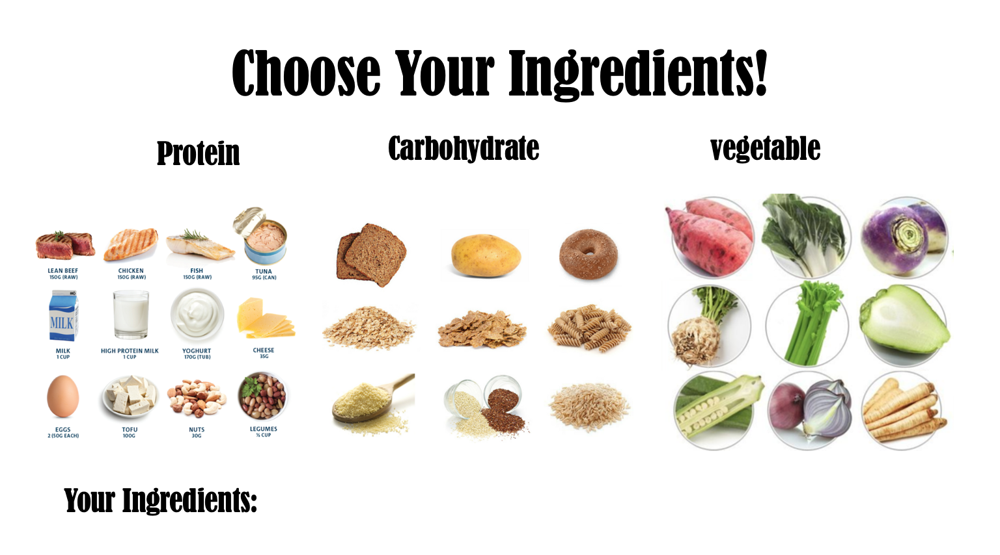 Choose Your Ingredients!
Protein
Carbohydrate
vegetable
LEAN BEEF
150G (RAW)
CHICKEN
150G (RAW)
FISH
150G (RAW)
TUNA
95G (CAN)
MILK
MILK
1 CUP
HIGH PROTEIN MILK
1 CUP
YOGHURT
170G (TUB)
CHEESE
35G
EGGS
2 (50G EACH)
TOFU
100G
NUTS
30G
LEGUMES
½ CUP
Your Ingredients: